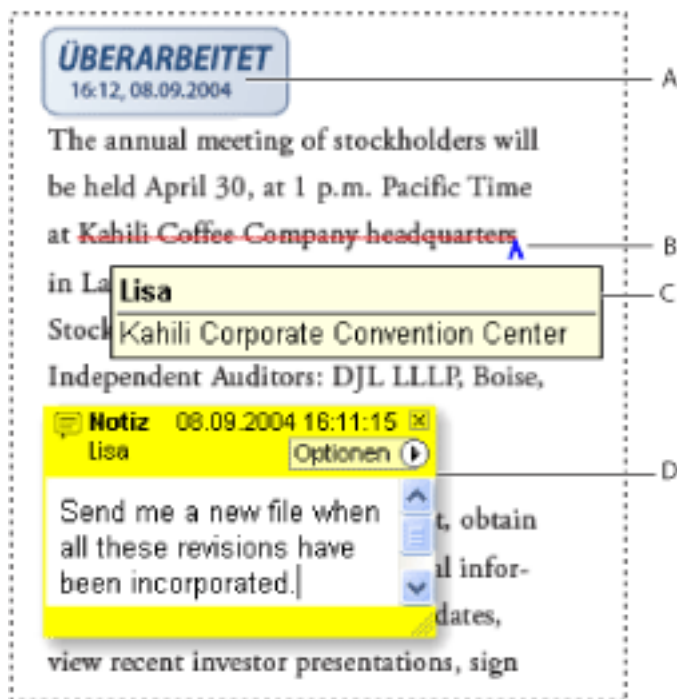 ÜBERARBEITET
16:12, 08.09.2004
A
The annual meeting of stockholders will
be held April 30, at 1 p.m. Pacific Time
at Kahili Coffee Company headquarters
B
in La
Lisa
C
Stock
Kahili Corporate Convention Center
Independent Auditors: DJL LLLP, Boise,
Notiz 08.09.2004 16:11:15
Lisa
Optionen
D
Send me a new file when
all these revisions have
been incorporated.
t, obtain
al infor-
dates,
view recent investor presentations, sign